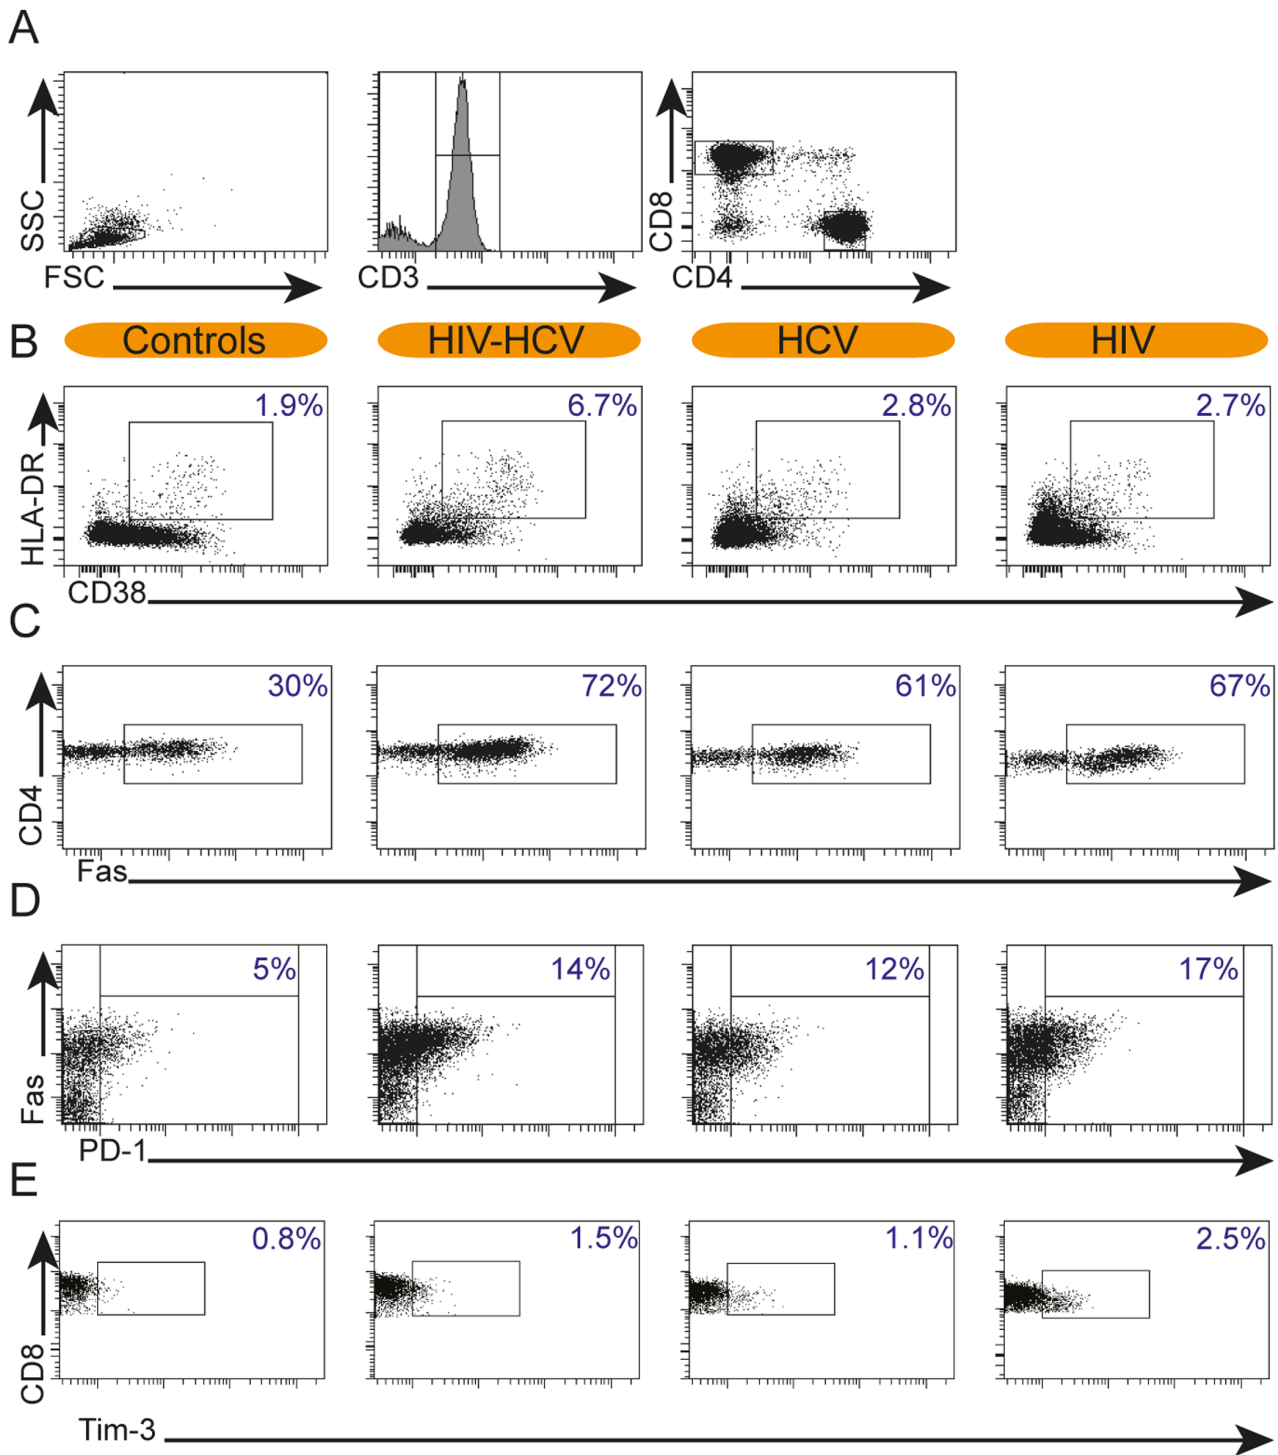 A
SSC
FSC
CD3
CD8
CD4
B
Controls
HIV-HCV
HCV
HIV
HLA-DR
1.9%
6.7%
2.8%
2.7%
CD38
C
CD4
30%
72%
61%
67%
Fas
D
Fas
5%
14%
12%
17%
PD-1
E
CD8
0.8%
1.5%
1.1%
2.5%
Tim-3